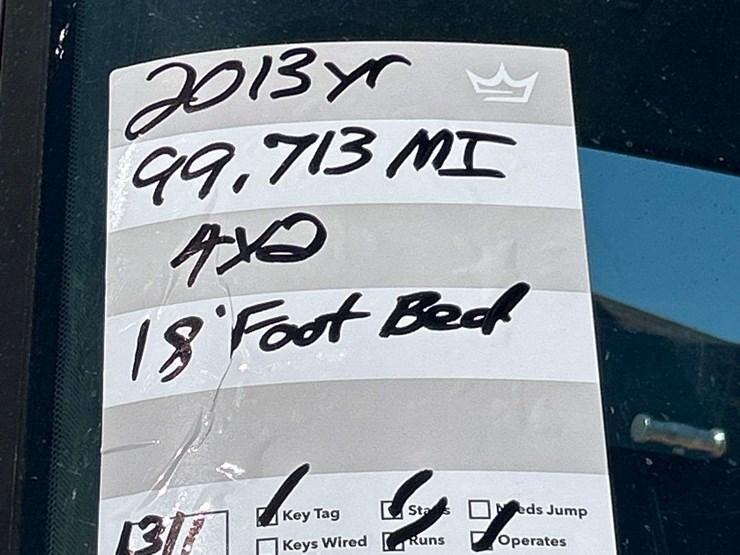 2013 yr
99,713 MI
4x2
18' Foot Bed
Key Tag Starts Needs Jump
Keys Wired Runs Operates